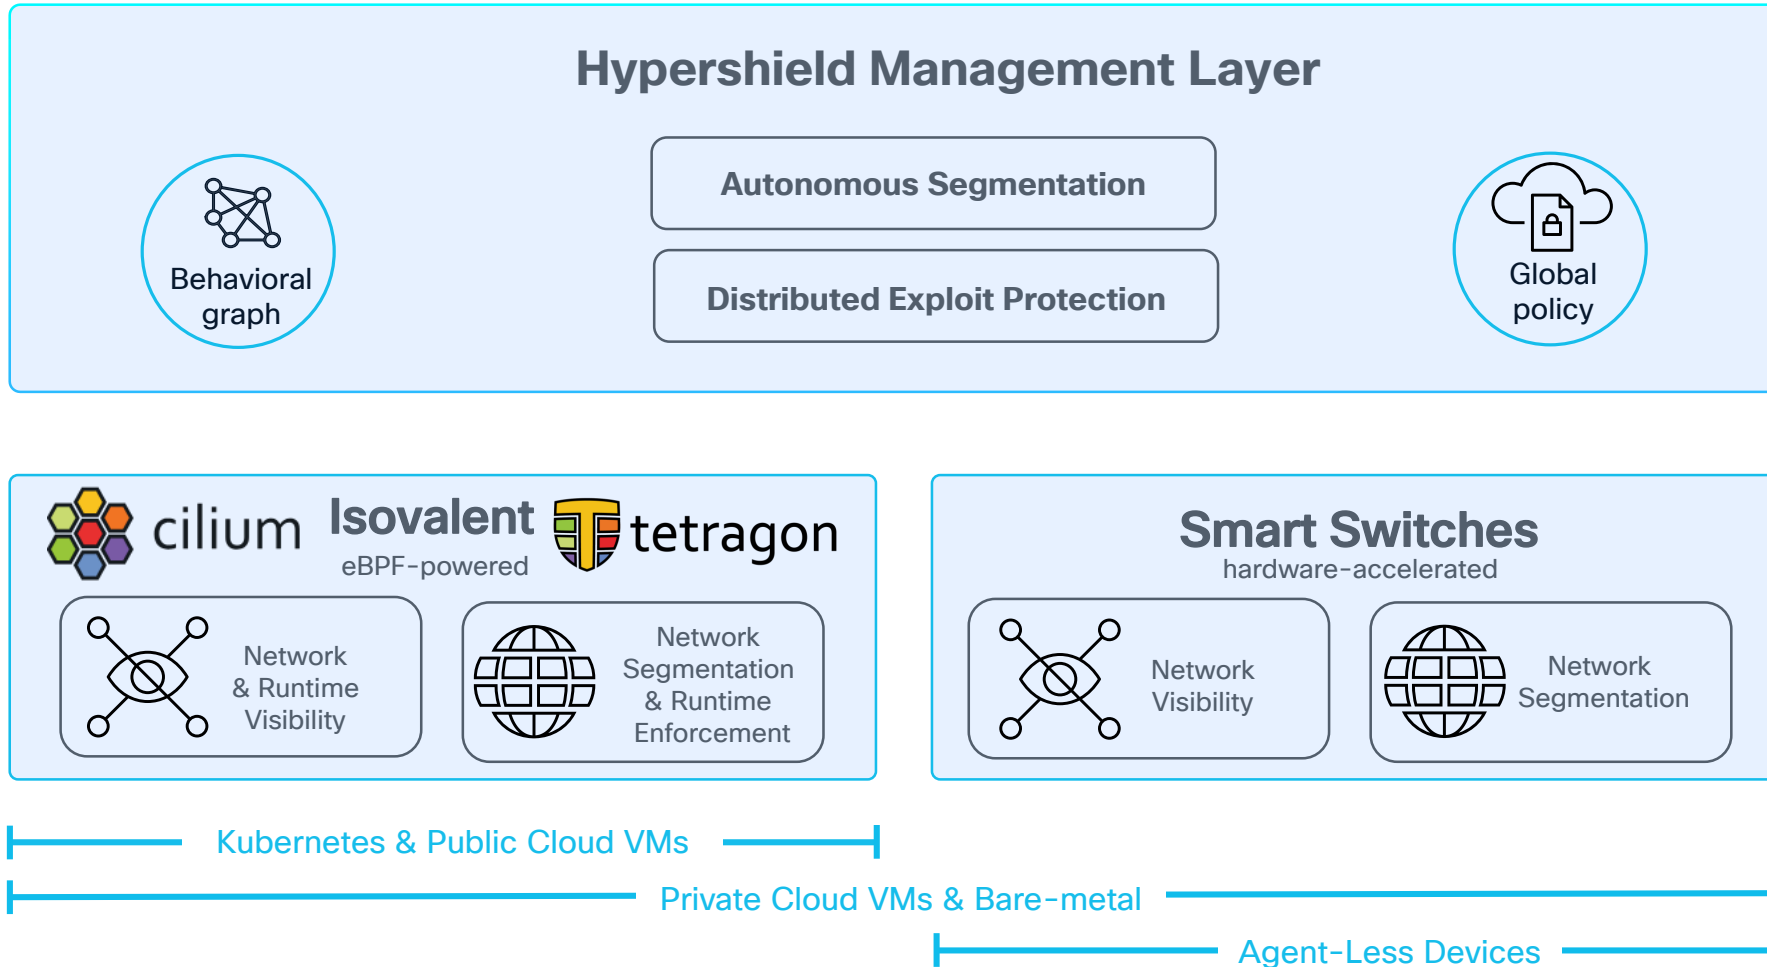 Hypershield Management Layer
Autonomous Segmentation
Behavioral
graph
Distributed Exploit Protection
Global
policy
cilium
Isovalent
eBPF-powered
tetragon
Network
& Runtime
Visibility
Network
Segmentation
& Runtime
Enforcement
Smart Switches
hardware-accelerated
Network
Visibility
Network
Segmentation
Kubernetes & Public Cloud VMs
Private Cloud VMs & Bare-metal
Agent-Less Devices